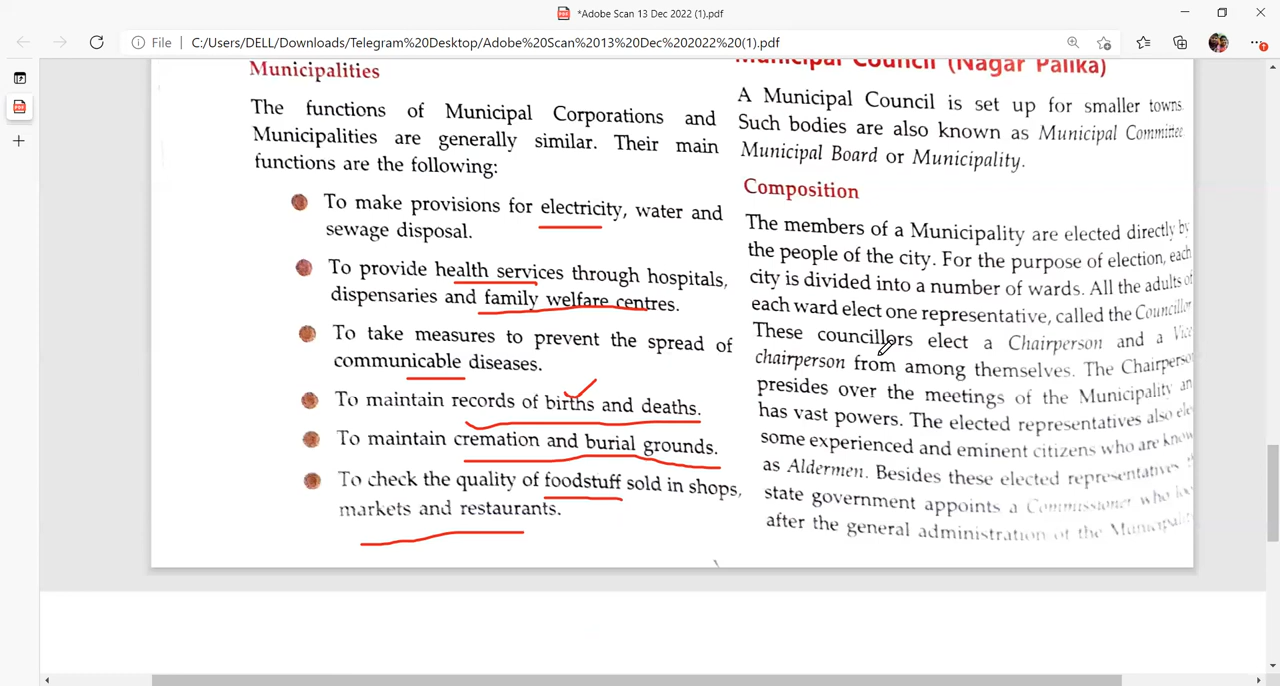 *Adobe Scan 13 Dec 2022 (1).pdf
File | C:/Users/DELL/Downloads/Telegram%20Desktop/Adobe%20Scan%2013%20Dec%202022%20(1).pdf
Municipalities
The functions of Municipal Corporations and
Municipalities are generally similar. Their main
functions are the following:
To make provisions for electricity, water and
sewage disposal.
To provide health services through hospitals,
dispensaries and family welfare centres.
To take measures to prevent the spread of
communicable diseases.
To maintain records of births and deaths.
To maintain cremation and burial grounds.
To check the quality of foodstuff sold in shops,
markets and restaurants.
Municipal Council (Nagar Palika)
A Municipal Council is set up for smaller towns.
Such bodies are also known as Municipal Committee
Municipal Board or Municipality.
Composition
The members of a Municipality are elected directly by
the people of the city. For the purpose of election, each
city is divided into a number of wards. All the adults of
each ward elect one representative, called the Councillor
These councillors elect a Chairperson and a Vice
chairperson from among themselves. The Chairperso
presides over the meetings of the Municipality an
has vast powers. The elected representatives also ele
some experienced and eminent citizens who are know
as Aldermen. Besides these elected representatives
state government appoints a Commissioner who loo
after the general administration of the Municipality